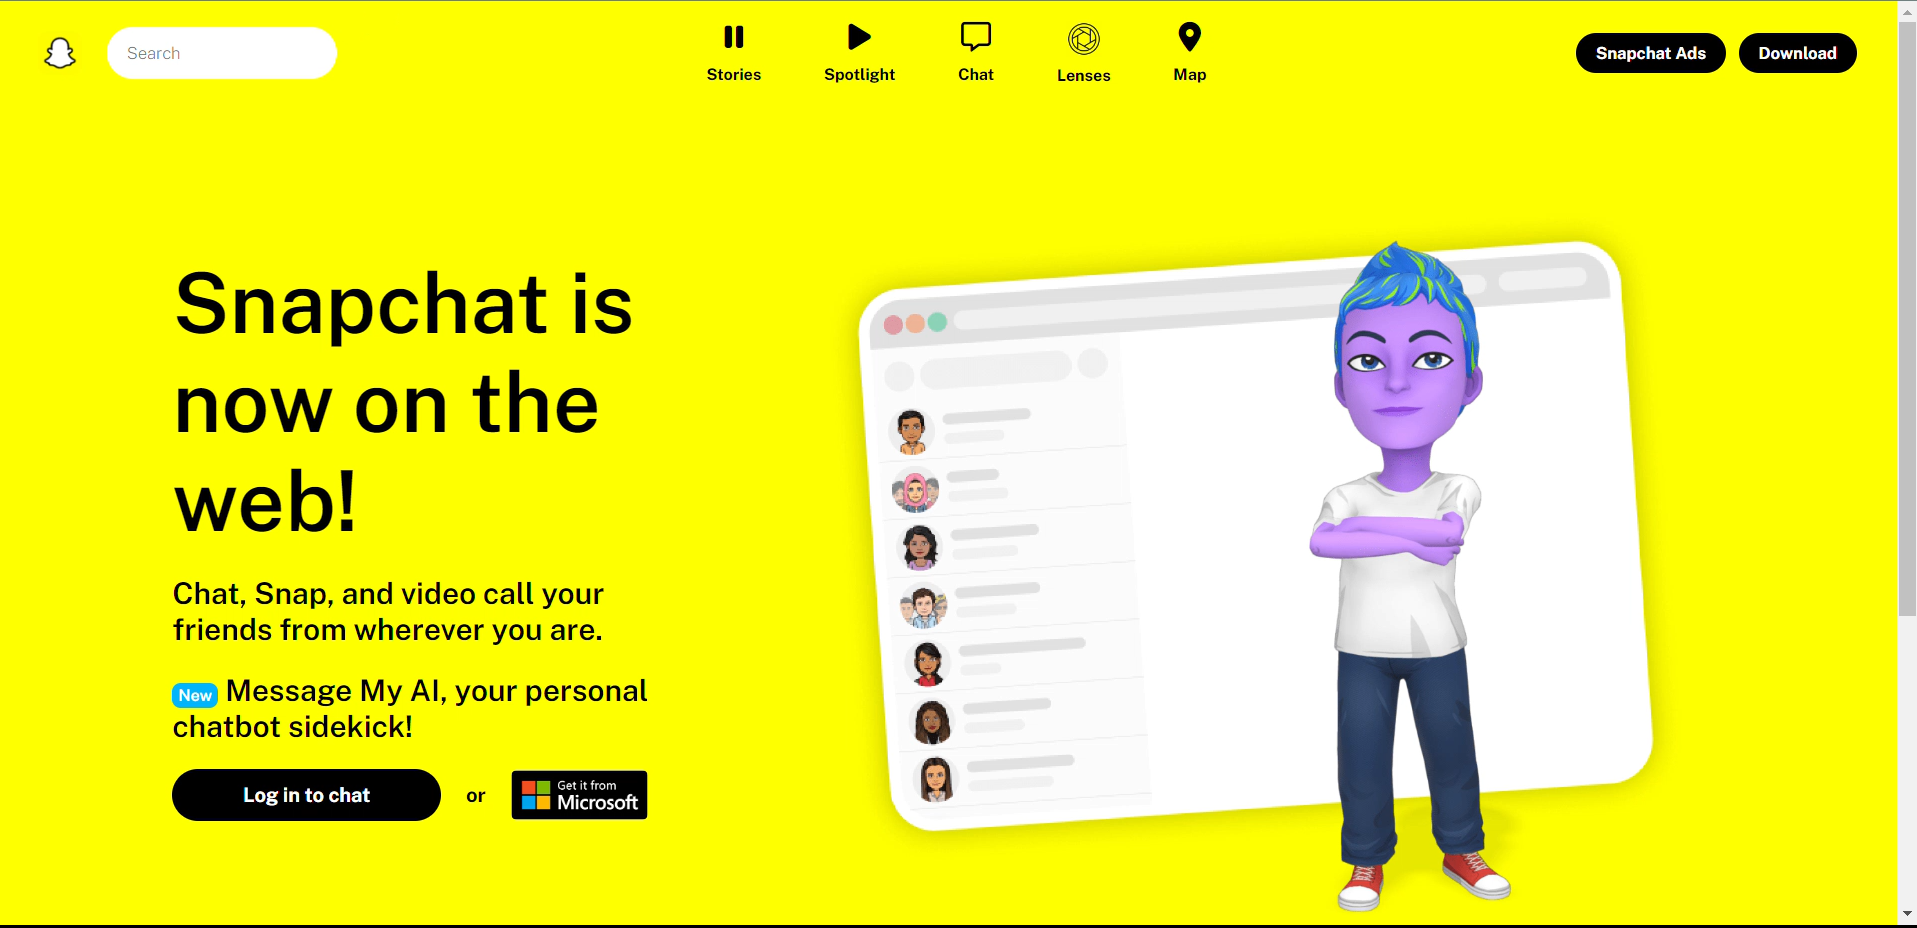 Search
Stories
Spotlight
Chat
Lenses
Map
Snapchat Ads
Download
Snapchat is
now on the
web!
Chat, Snap, and video call your
friends from wherever you are.
New Message My AI, your personal
chatbot sidekick!
Log in to chat
or
Get it from
Microsoft